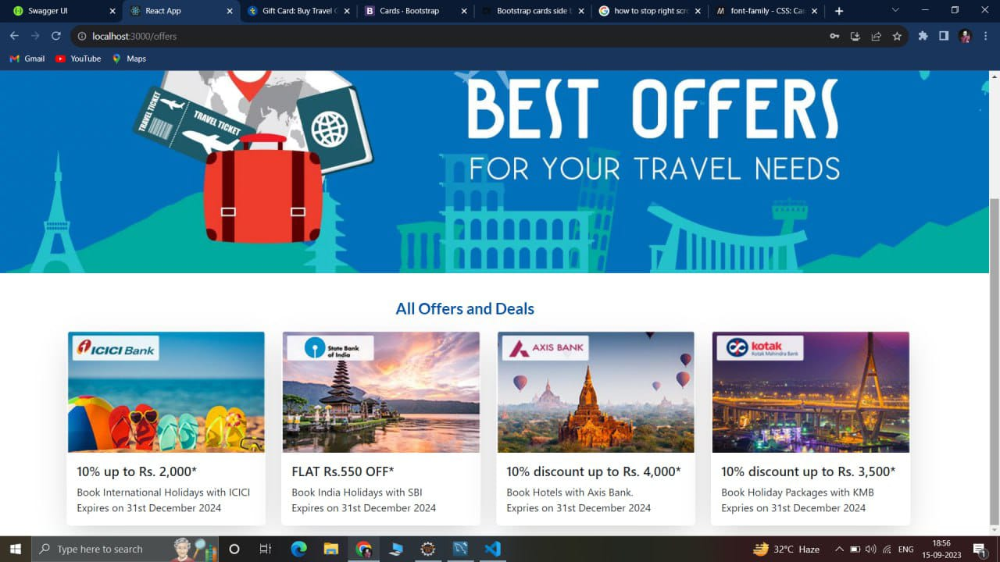 Swagger UI
React App
Gift Card: Buy Travel G
Cards · Bootstrap
Bootstrap cards side b
how to stop right scr
font-family - CSS: Cas
localhost:3000/offers
Gmail
YouTube
Maps
TRAVEL TICKET
TRAVEL TICKET
BEST OFFERS
FOR YOUR TRAVEL NEEDS
All Offers and Deals
ICICI Bank
State Bank
of India
AXIS BANK
kotak
Kotak Mahindra Bank
10% up to Rs. 2,000*
Book International Holidays with ICICI
Expires on 31st December 2024
FLAT Rs.550 OFF*
Book India Holidays with SBI
Expires on 31st December 2024
10% discount up to Rs. 4,000*
Book Hotels with Axis Bank.
Expries on 31st December 2024
10% discount up to Rs. 3,500*
Book Holiday Packages with KMB
Expries on 31st December 2024
Type here to search
32°C Haze
ENG
18:56
15-09-2023
1